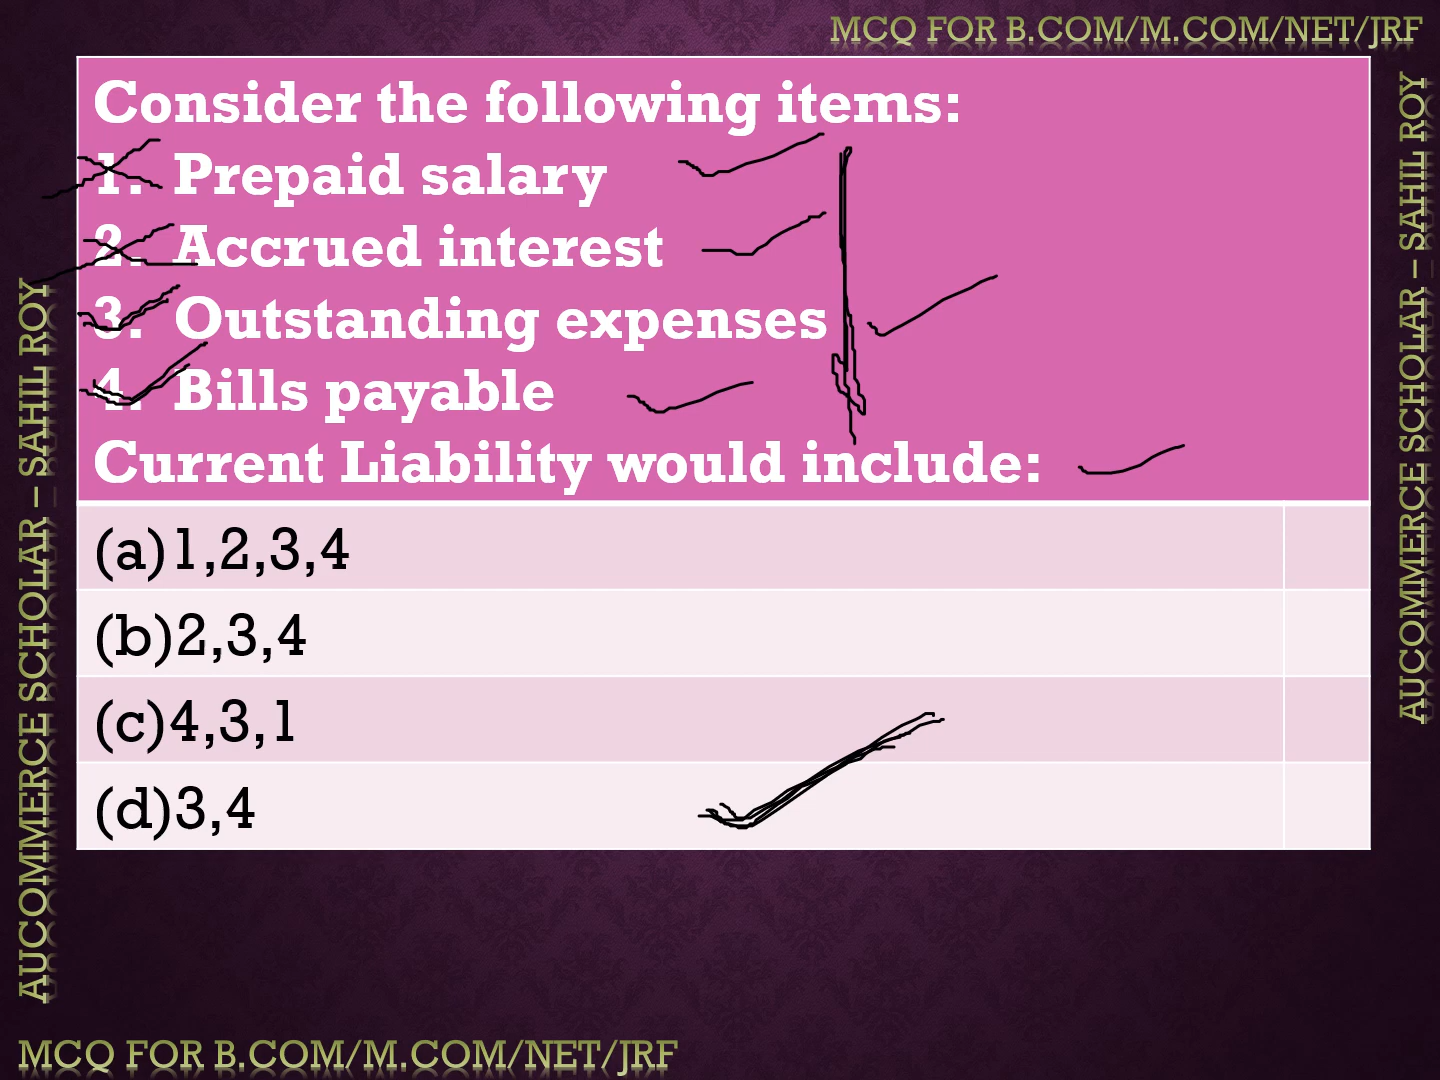 MCQ FOR B.COM/M.COM/NET/JRF
Consider the following items:
1. Prepaid salary
2. Accrued interest
3. Outstanding expenses
4. Bills payable
Current Liability would include:
(a)1,2,3,4
(b)2,3,4
(c)4,3,1
(d)3,4
AUCOMMERCE SCHOLAR – SAHIL ROY
AUCOMMERCE SCHOLAR – SAHIL ROY
MCQ FOR B.COM/M.COM/NET/JRF